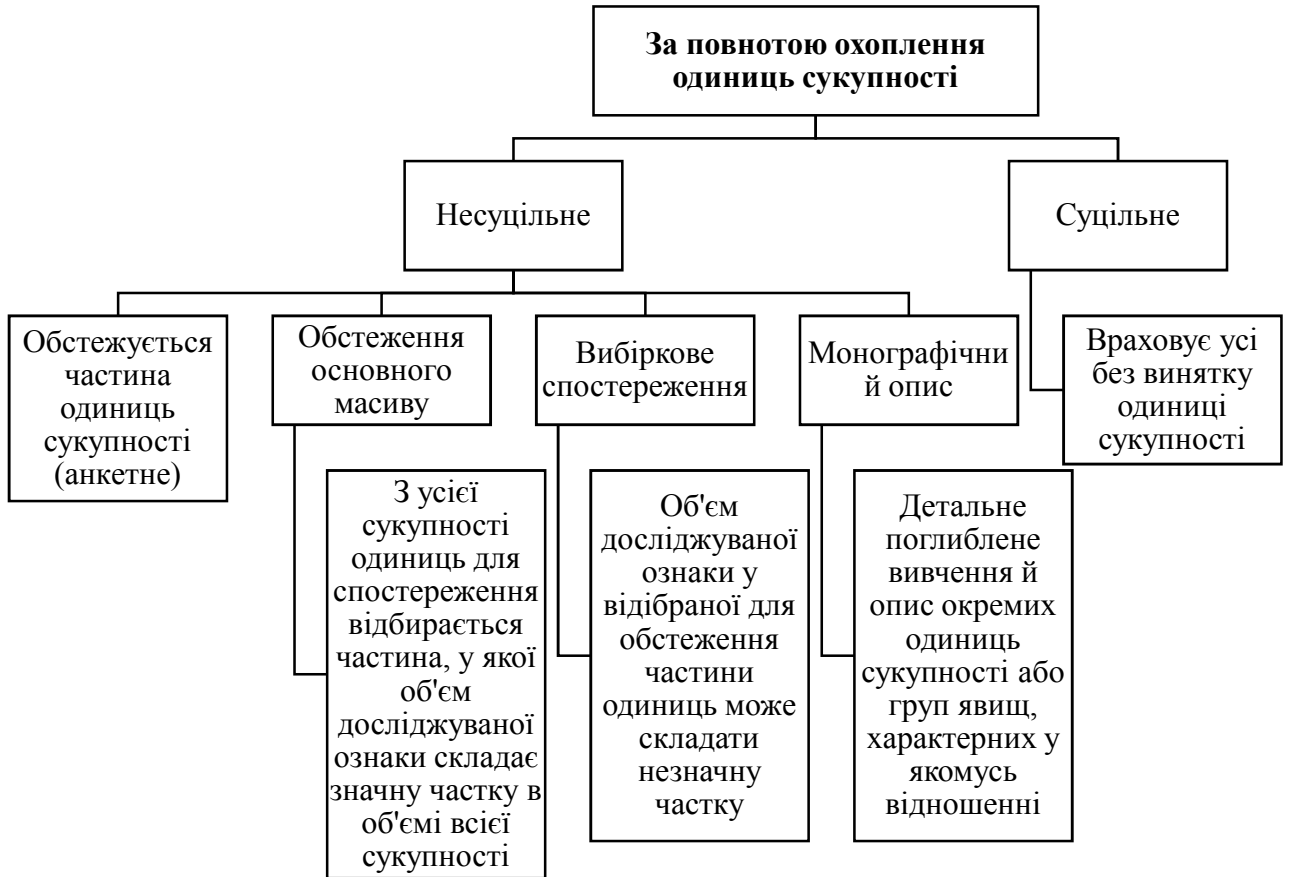 За повнотою охоплення
одиниць сукупності
Несуцільне
Суцільне
Обстежується
частина
одиниць
сукупності
(анкетне)
Обстеження
основного
масиву
Вибіркове
спостереження
Монографічни
й опис
Враховує усі
без винятку
одиниці
сукупності
З усієї
сукупності
одиниць для
спостереження
відбирається
частина, у якої
об'єм
досліджуваної
ознаки складає
значну частку в
об'ємі всієї
сукупності
Об'єм
досліджуваної
ознаки у
відібраної для
обстеження
частини
одиниць може
складати
незначну
частку
Детальне
поглиблене
вивчення й
опис окремих
одиниць
сукупності або
груп явищ,
характерних у
якомусь
відношенні